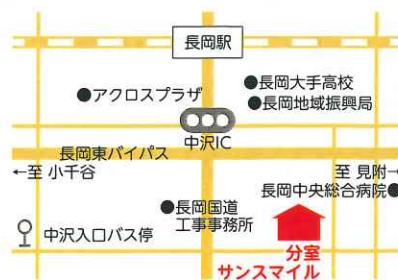 長岡駅
●アクロスプラザ
●長岡大手高校
●長岡地域振興局
中沢IC
長岡東バイパス
←至 小千谷
至 見附→
長岡中央総合病院●
●長岡国道
工事事務所
中沢入口バス停
分室
サンスマイル